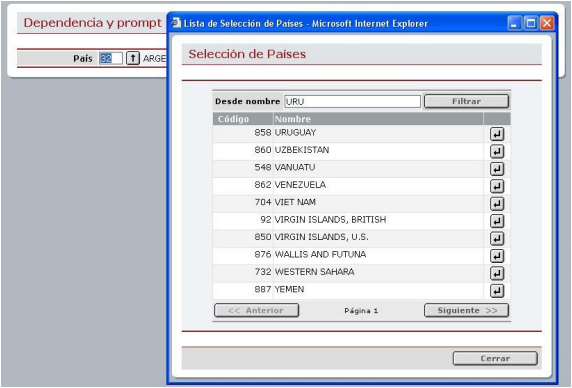 Dependencia y prompt
País 32 ↑ ARGE
Lista de Selección de Países - Microsoft Internet Explorer
Selección de Países
Desde nombre URU Filtrar
Código Nombre
858 URUGUAY
860 UZBEKISTAN
548 VANUATU
862 VENEZUELA
704 VIET NAM
92 VIRGIN ISLANDS, BRITISH
850 VIRGIN ISLANDS, U.S.
876 WALLIS AND FUTUNA
732 WESTERN SAHARA
887 YEMEN
<< Anterior Página 1 Siguiente >>
Cerrar